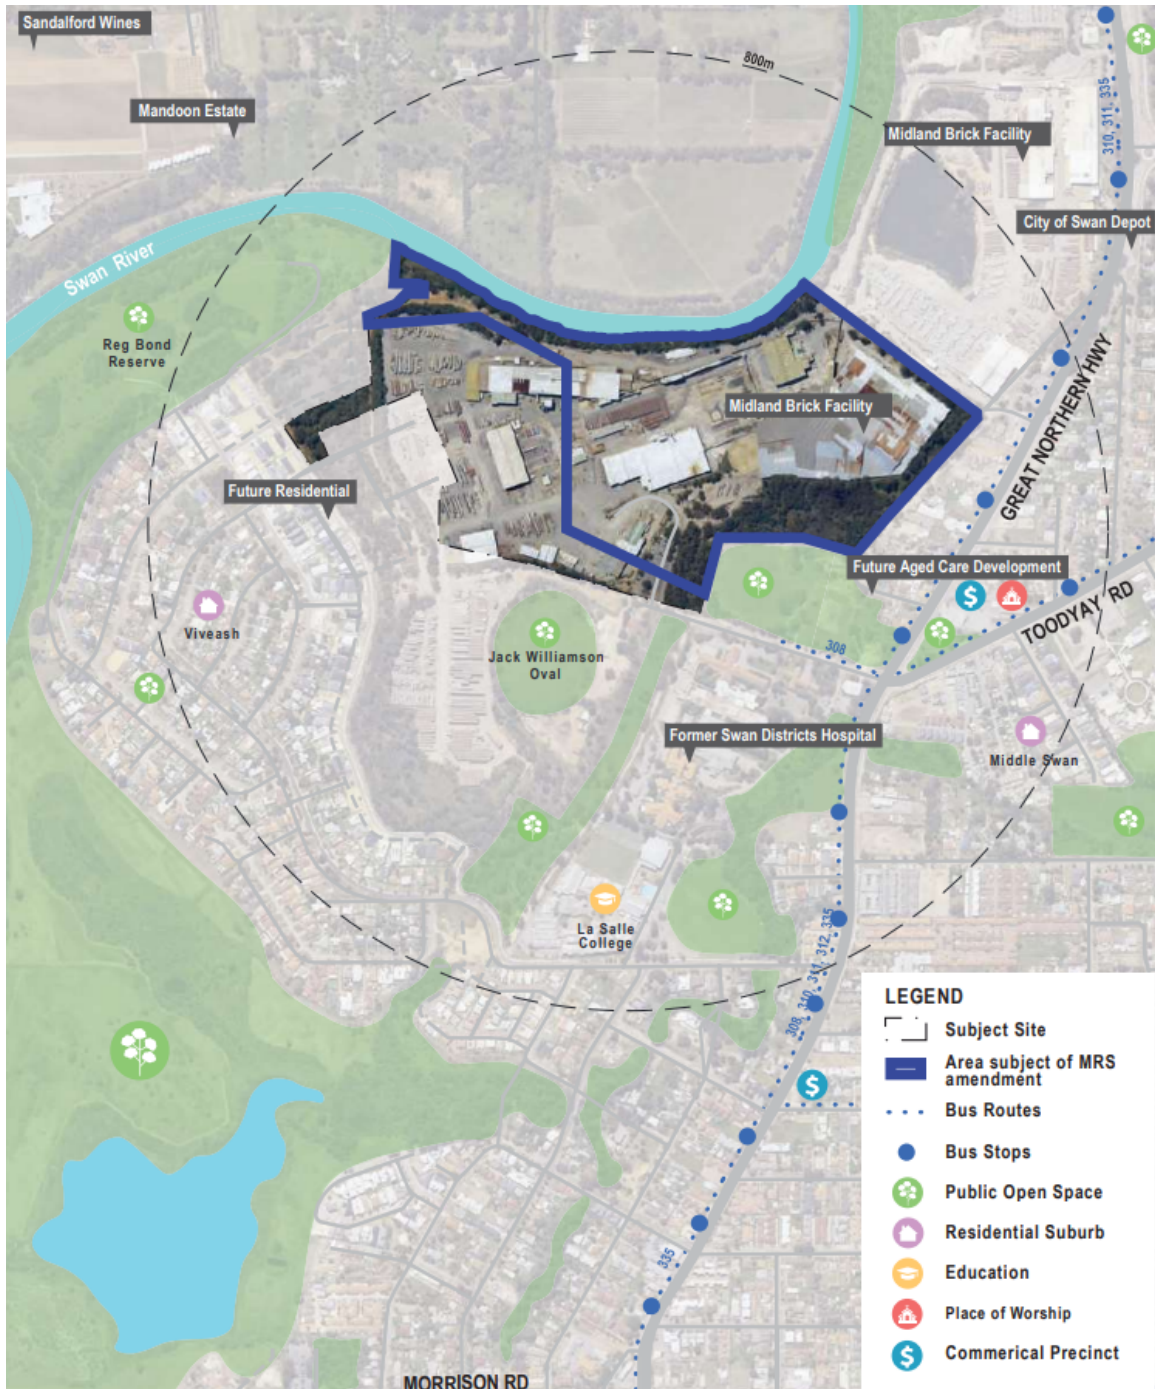 Sandalford Wines
Mandoon Estate
800m
310, 311, 335
Midland Brick Facility
City of Swan Depot
Swan River
Reg Bond
Reserve
GREAT NORTHERN HWY
Midland Brick Facility
Future Residential
Future Aged Care Development
TOODYAY RD
Viveash
308
Jack Williamson
Oval
Former Swan Districts Hospital
Middle Swan
La Salle
College
308, 310, 311, 312, 335
335
MORRISON RD
LEGEND
Subject Site
Area subject of MRS
amendment
Bus Routes
Bus Stops
Public Open Space
Residential Suburb
Education
Place of Worship
Commerical Precinct